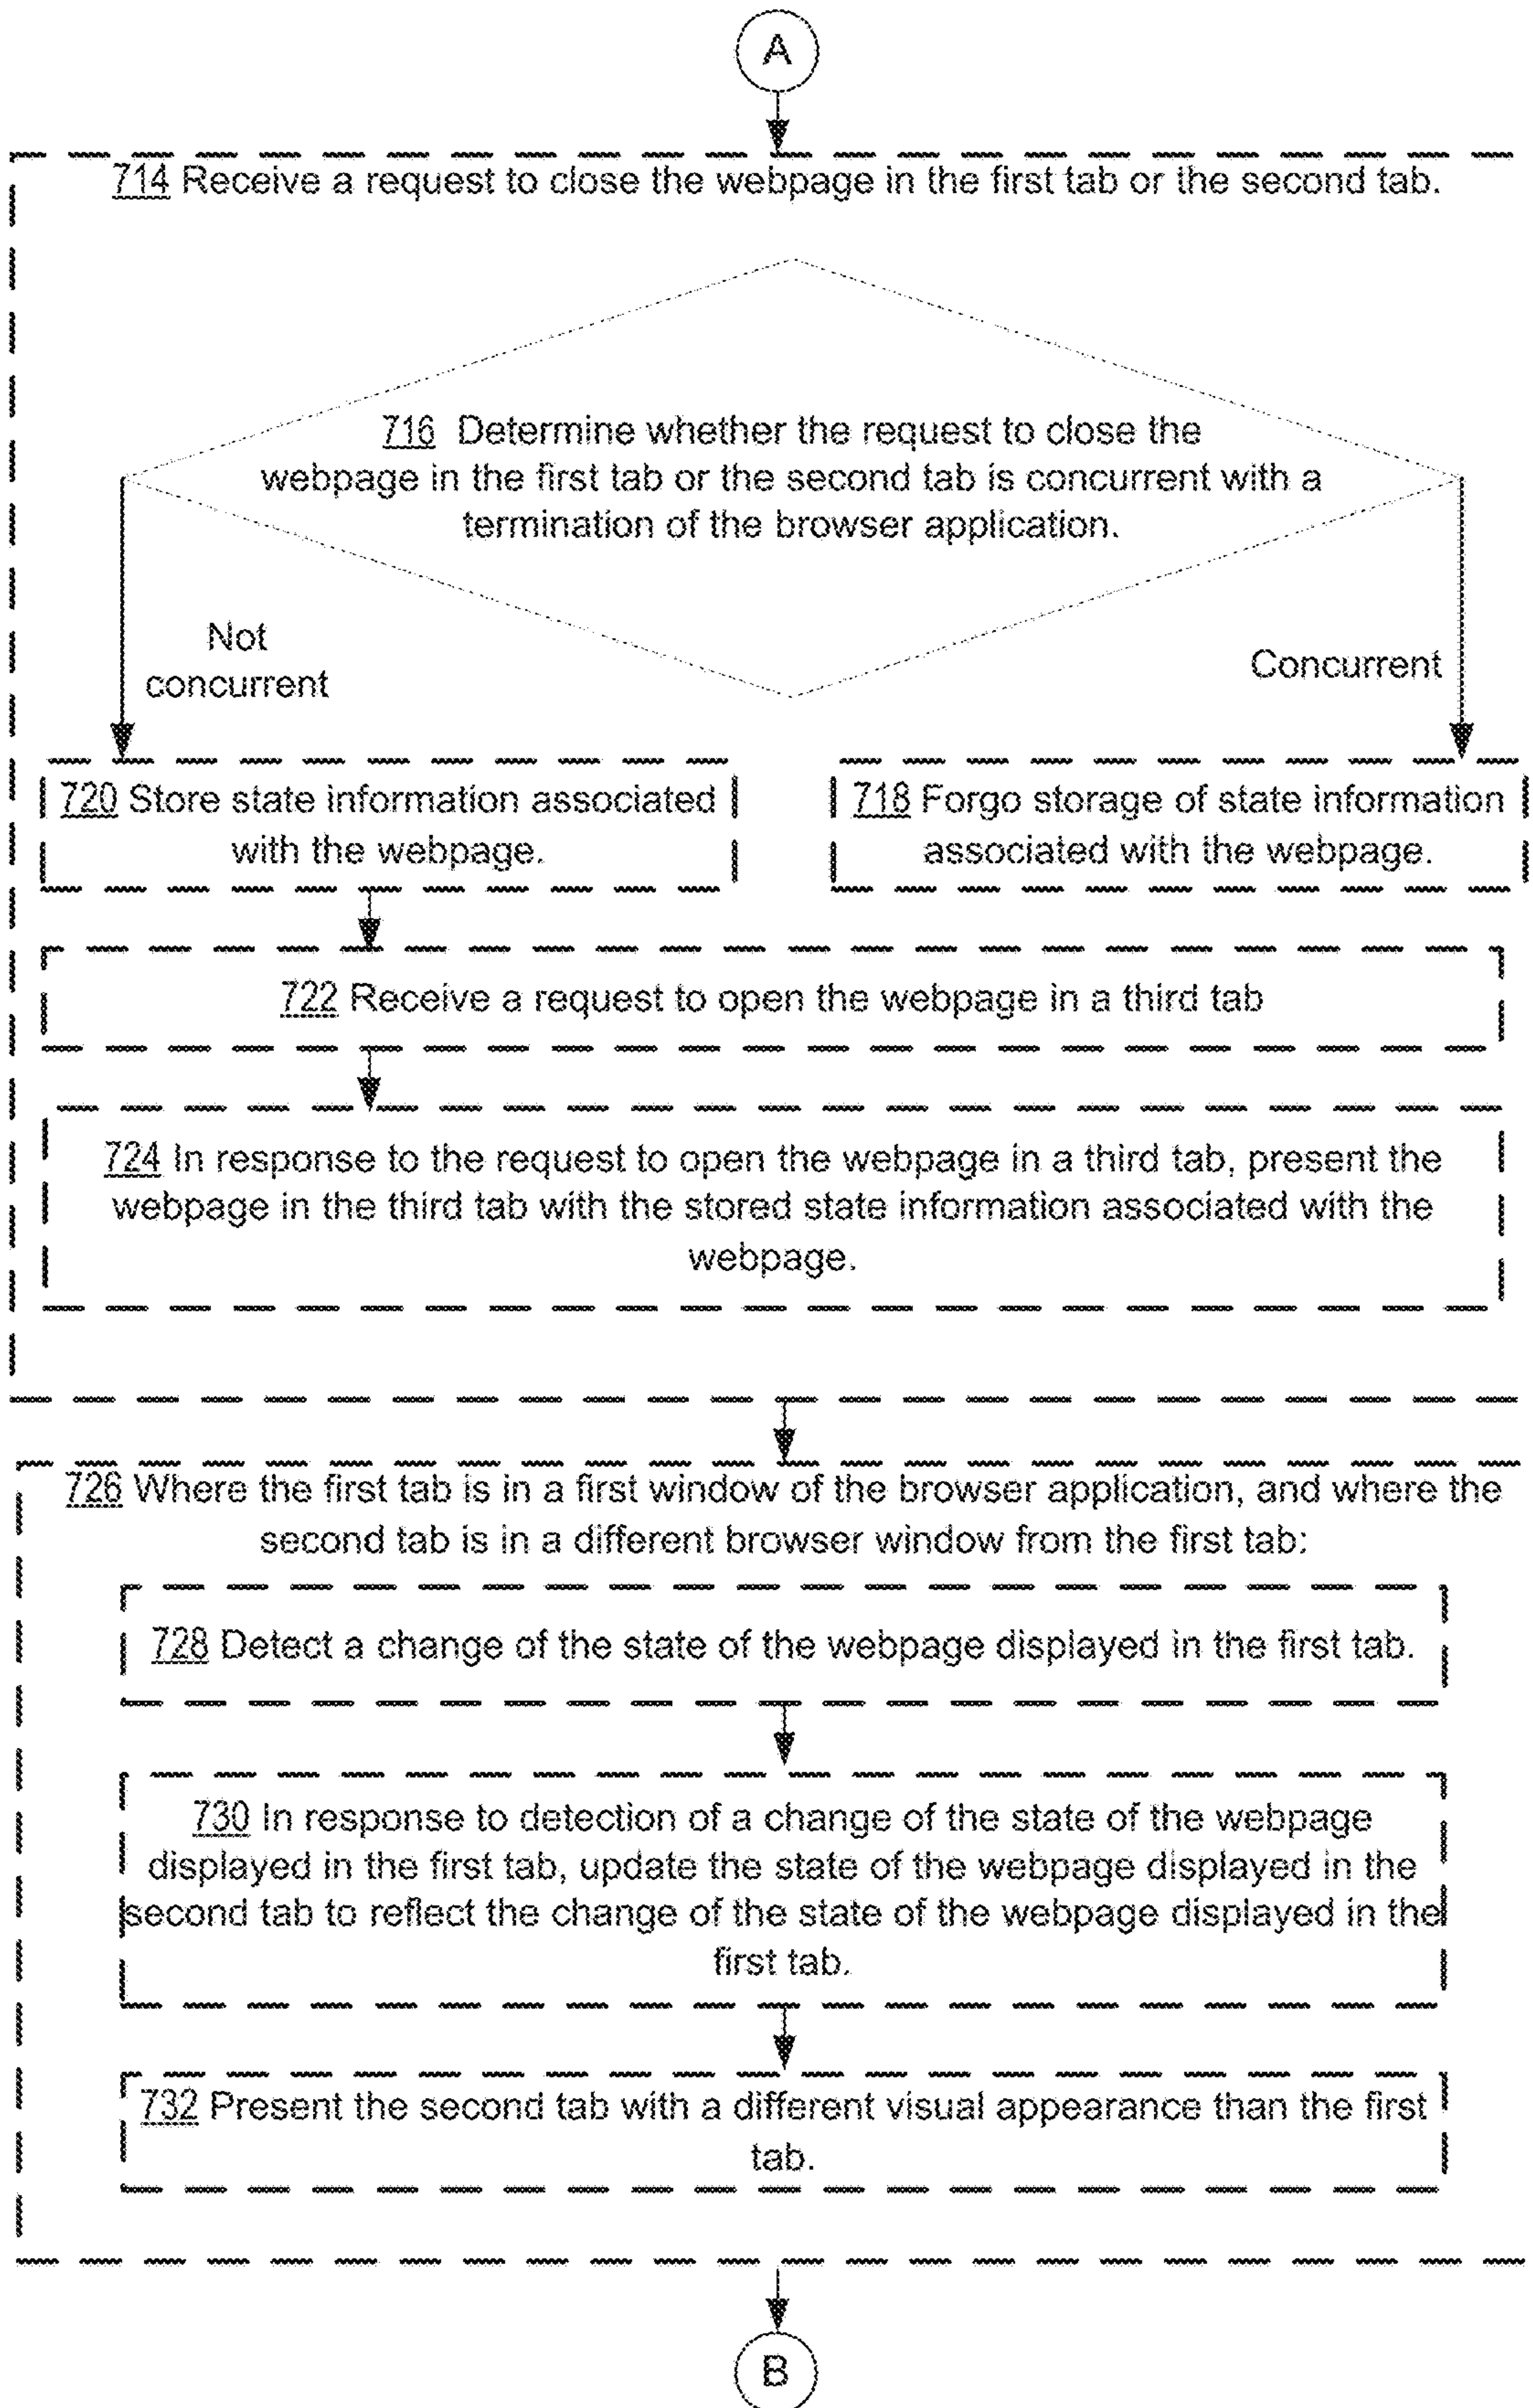 A
714 Receive a request to close the webpage in the first tab or the second tab.
716 Determine whether the request to close the
webpage in the first tab or the second tab is concurrent with a
termination of the browser application.
Not
concurrent
Concurrent
720 Store state information associated
with the webpage.
718 Forgo storage of state information
associated with the webpage.
722 Receive a request to open the webpage in a third tab
724 In response to the request to open the webpage in a third tab, present the
webpage in the third tab with the stored state information associated with the
webpage.
726 Where the first tab is in a first window of the browser application, and where the
second tab is in a different browser window from the first tab:
728 Detect a change of the state of the webpage displayed in the first tab.
730 In response to detection of a change of the state of the webpage
displayed in the first tab, update the state of the webpage displayed in the
second tab to reflect the change of the state of the webpage displayed in the
first tab.
732 Present the second tab with a different visual appearance than the first
tab.
B